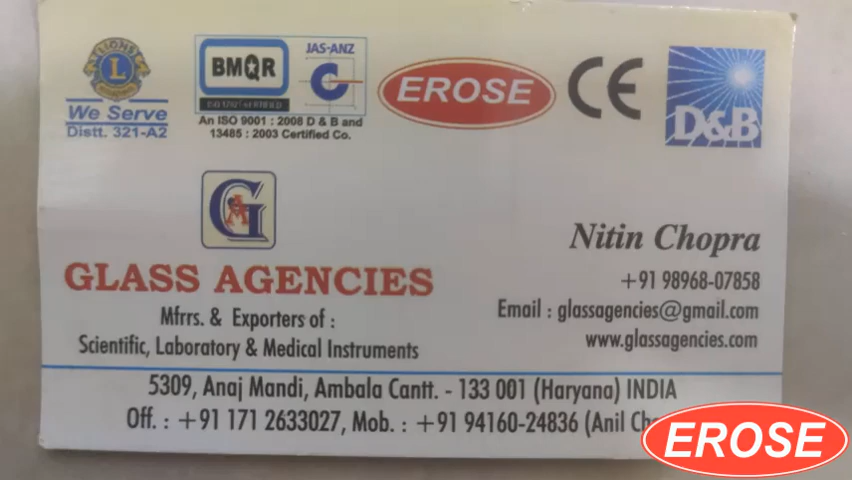 LIONS
L
We Serve
Distt. 321-A2
BMQR
JAS-ANZ
An ISO 9001 : 2008 D & B and
13485 : 2003 Certified Co.
EROSE
CE
D&B
GA
GLASS AGENCIES
Mfrrs. & Exporters of :
Scientific, Laboratory & Medical Instruments
Nitin Chopra
+91 98968-07858
Email : glassagencies@gmail.com
www.glassagencies.com
5309, Anaj Mandi, Ambala Cantt. - 133 001 (Haryana) INDIA
Off. : +91 171 2633027, Mob. : +91 94160-24836 (Anil
EROSE